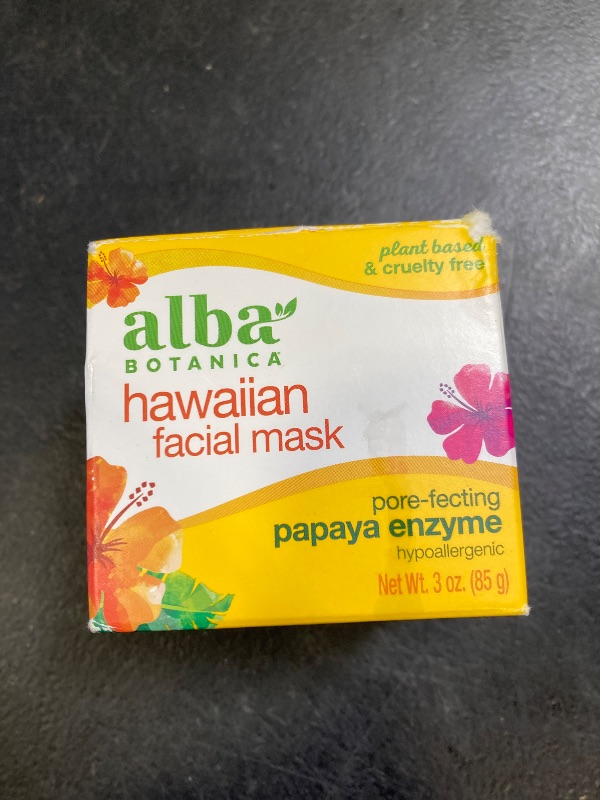 plant based
& cruelty free
alba
BOTANICA
hawaiian
facial mask
pore-fecting
papaya enzyme
hypoallergenic
Net Wt. 3 oz. (85 g)